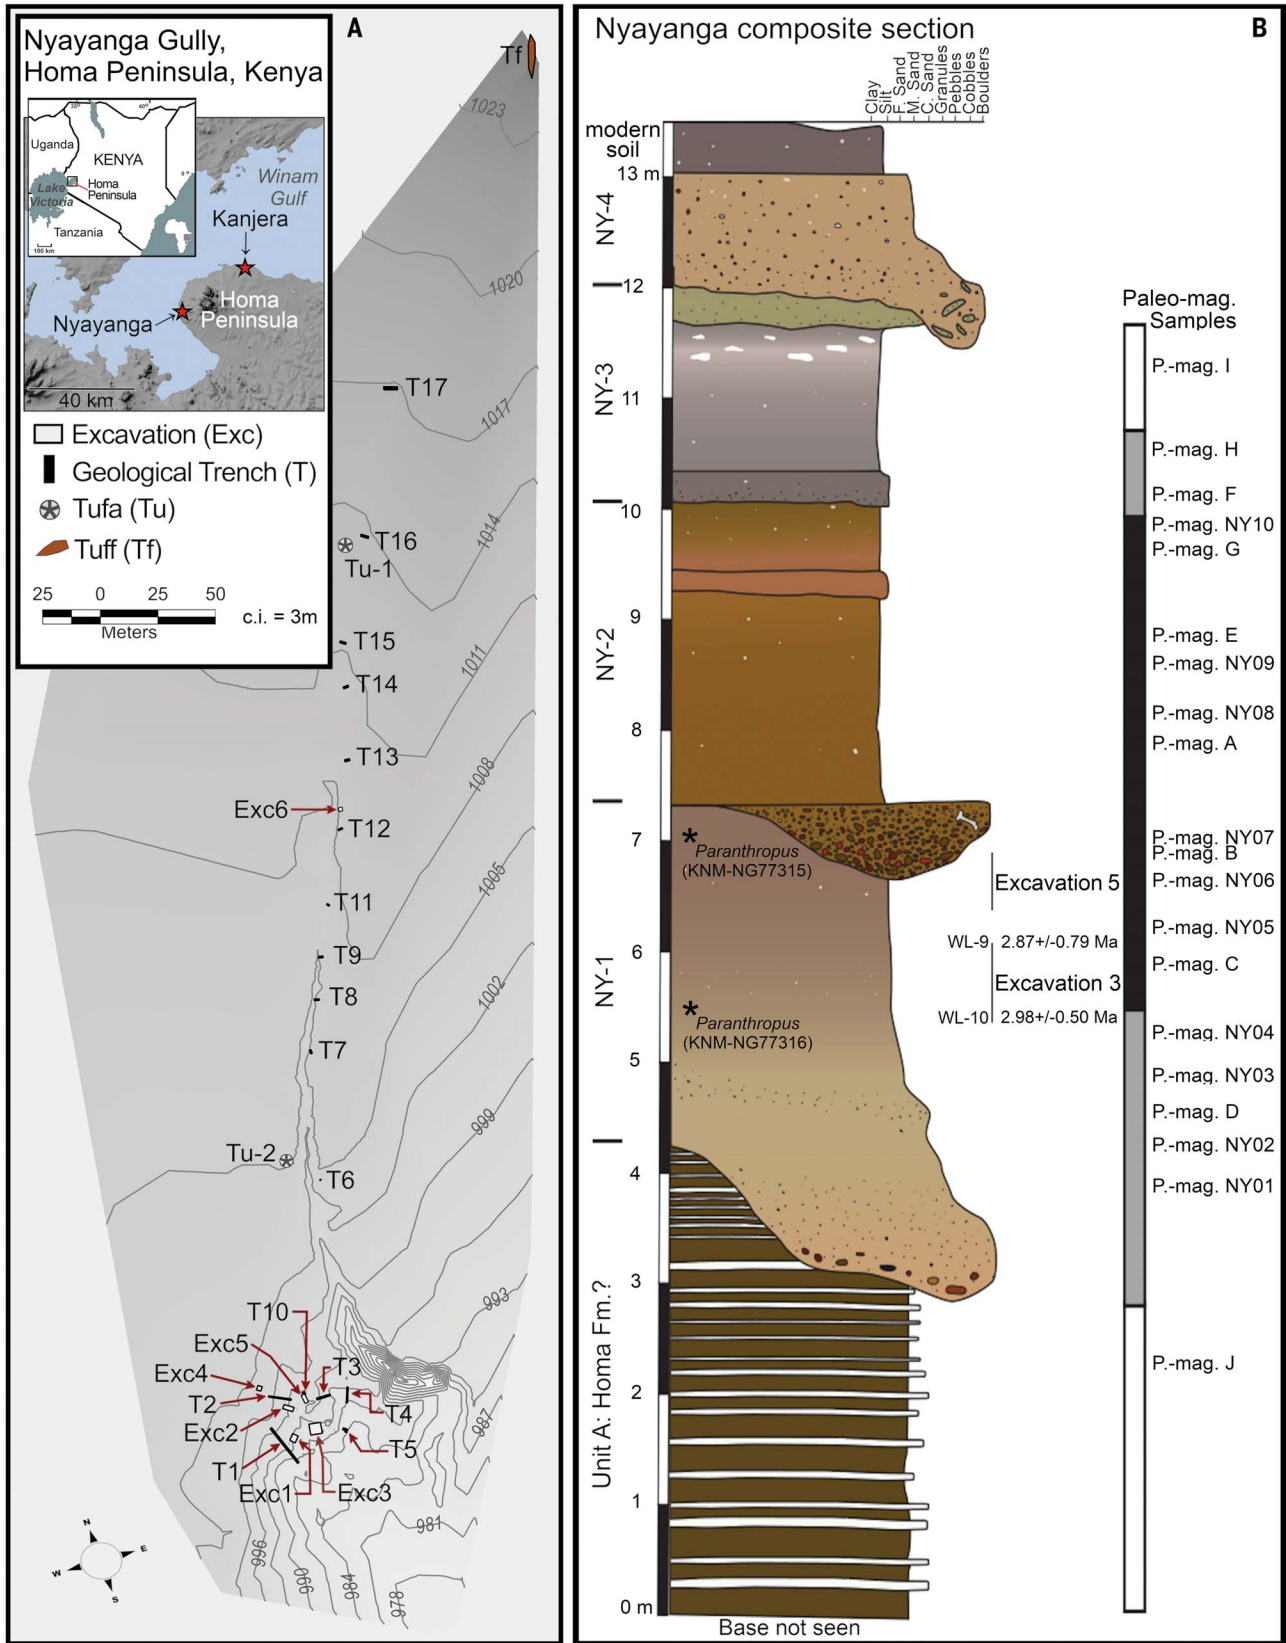 A
Nyayanga Gully,
Homa Peninsula, Kenya
35°
40°
Uganda
KENYA
0°
Lake
Victoria
Homa
Peninsula
Tanzania
100 km
Winam
Gulf
Kanjera
Homa
Peninsula
Nyayanga
40 km
Excavation (Exc)
Geological Trench (T)
Tufa (Tu)
Tuff (Tf)
25 0 25 50
Meters
c.i. = 3m
Tf
1023
1020
T17
1017
T16
Tu-1
1014
T15
T14
1011
T13
1008
Exc6
T12
1005
T11
T9
T8
1002
T7
999
Tu-2
T6
T10
993
Exc5
T3
Exc4
T2
T4
Exc2
987
T5
T1
Exc1
Exc3
981
996
990
984
978
N
W
E
S
B
Nyayanga composite section
Clay
Silt
F. Sand
M. Sand
C. Sand
Granules
Pebbles
Cobbles
Boulders
modern
soil
13 m
NY-4
12
NY-3
11
10
NY-2
9
8
7
NY-1
6
5
4
3
Unit A: Homa Fm.?
2
1
0 m
Base not seen
*
Paranthropus
(KNM-NG77315)
*
Paranthropus
(KNM-NG77316)
Excavation 5
WL-9 2.87+/-0.79 Ma
Excavation 3
WL-10 2.98+/-0.50 Ma
Paleo-mag.
Samples
P.-mag. I
P.-mag. H
P.-mag. F
P.-mag. NY10
P.-mag. G
P.-mag. E
P.-mag. NY09
P.-mag. NY08
P.-mag. A
P.-mag. NY07
P.-mag. B
P.-mag. NY06
P.-mag. NY05
P.-mag. C
P.-mag. NY04
P.-mag. NY03
P.-mag. D
P.-mag. NY02
P.-mag. NY01
P.-mag. J